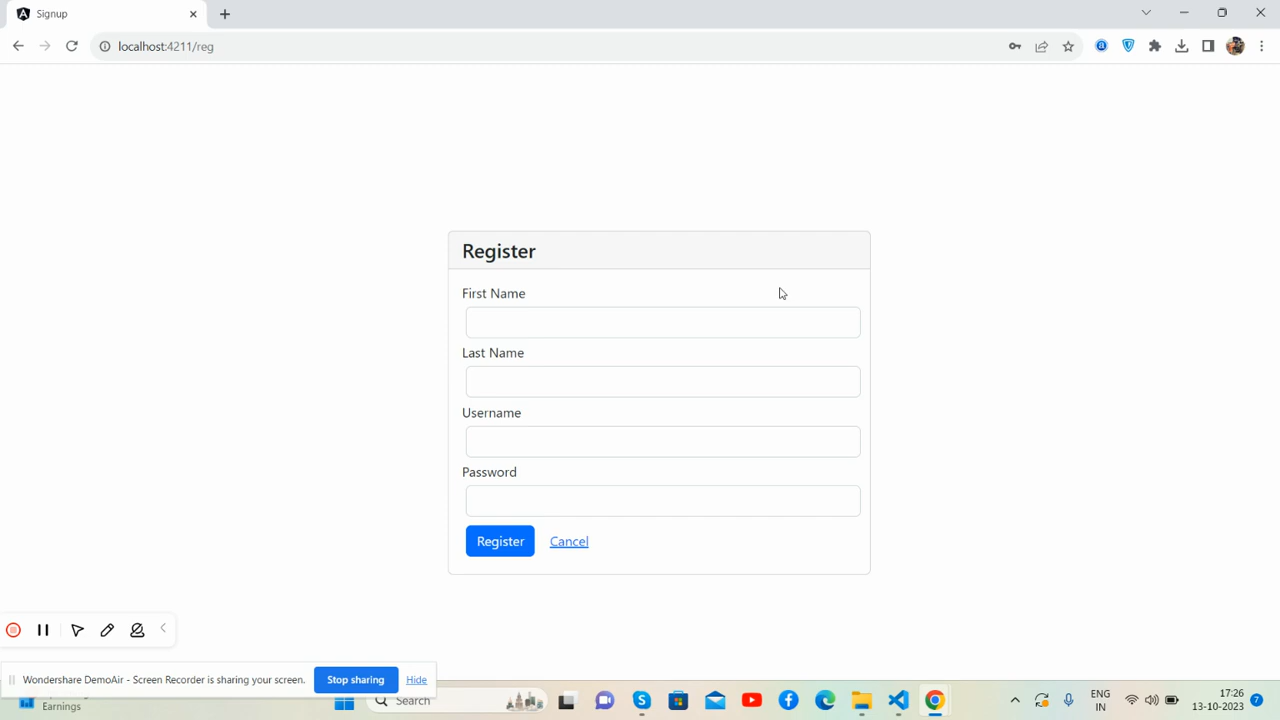 Signup
localhost:4211/reg
Register
First Name
Last Name
Username
Password
Register Cancel
Wondershare DemoAir - Screen Recorder is sharing your screen. Stop sharing Hide
Earnings
Search
ENG
IN
17:26
13-10-2023
7